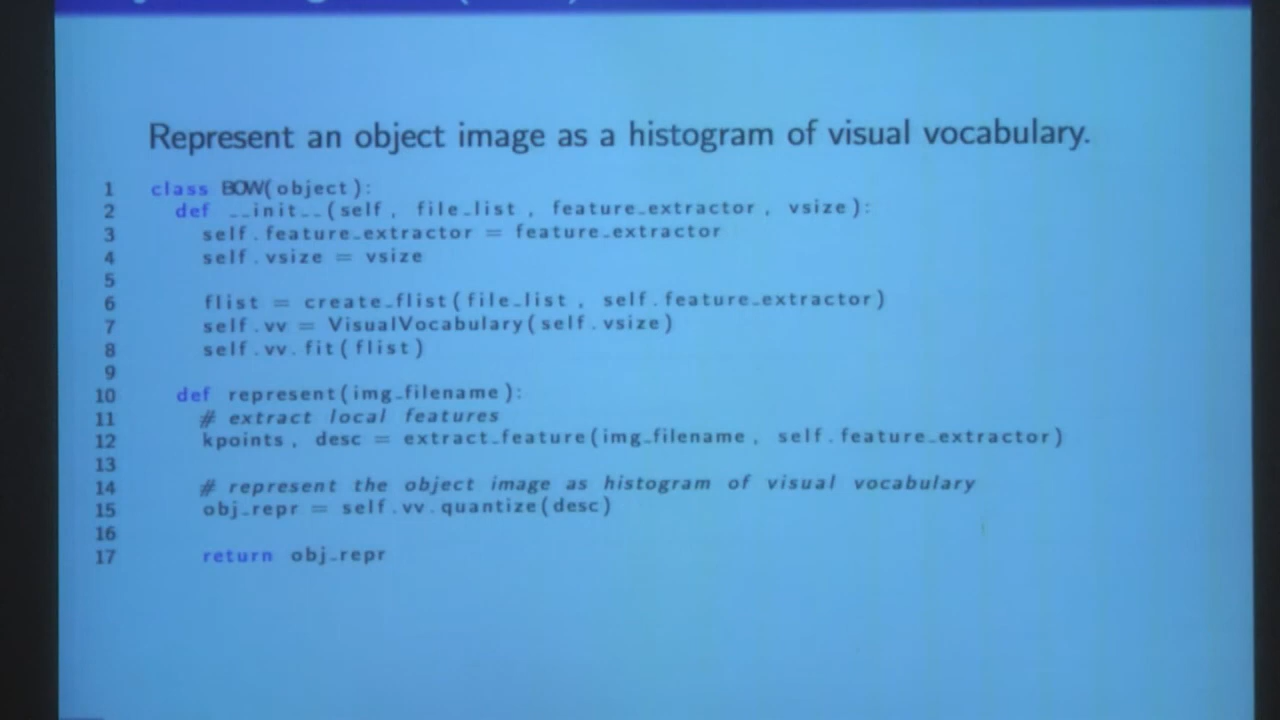 Represent an object image as a histogram of visual vocabulary.
1 class BOW(object):
2 def __init__(self, file_list, feature_extractor, vsize):
3 self.feature_extractor = feature_extractor
4 self.vsize = vsize
5
6 flist = create_flist(file_list, self.feature_extractor)
7 self.vv = VisualVocabulary(self.vsize)
8 self.vv.fit(flist)
9
10 def represent(img_filename):
11 # extract local features
12 kpoints, desc = extract_feature(img_filename, self.feature_extractor)
13
14 # represent the object image as histogram of visual vocabulary
15 obj_repr = self.vv.quantize(desc)
16
17 return obj_repr